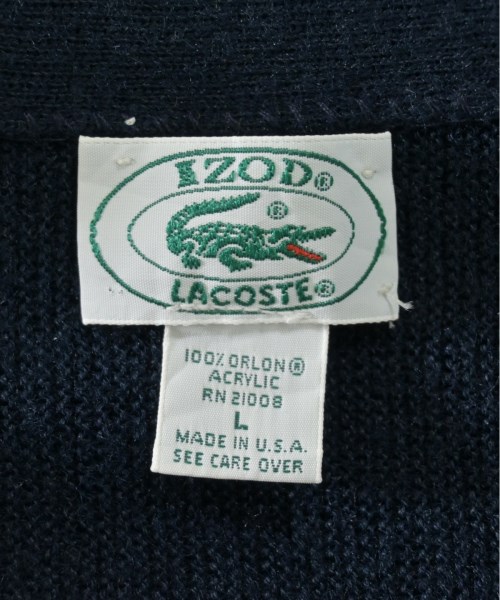 IZOD®
®
LACOSTE®
100% ORLON®
ACRYLIC
RN 21008
L
MADE IN U.S.A.
SEE CARE OVER